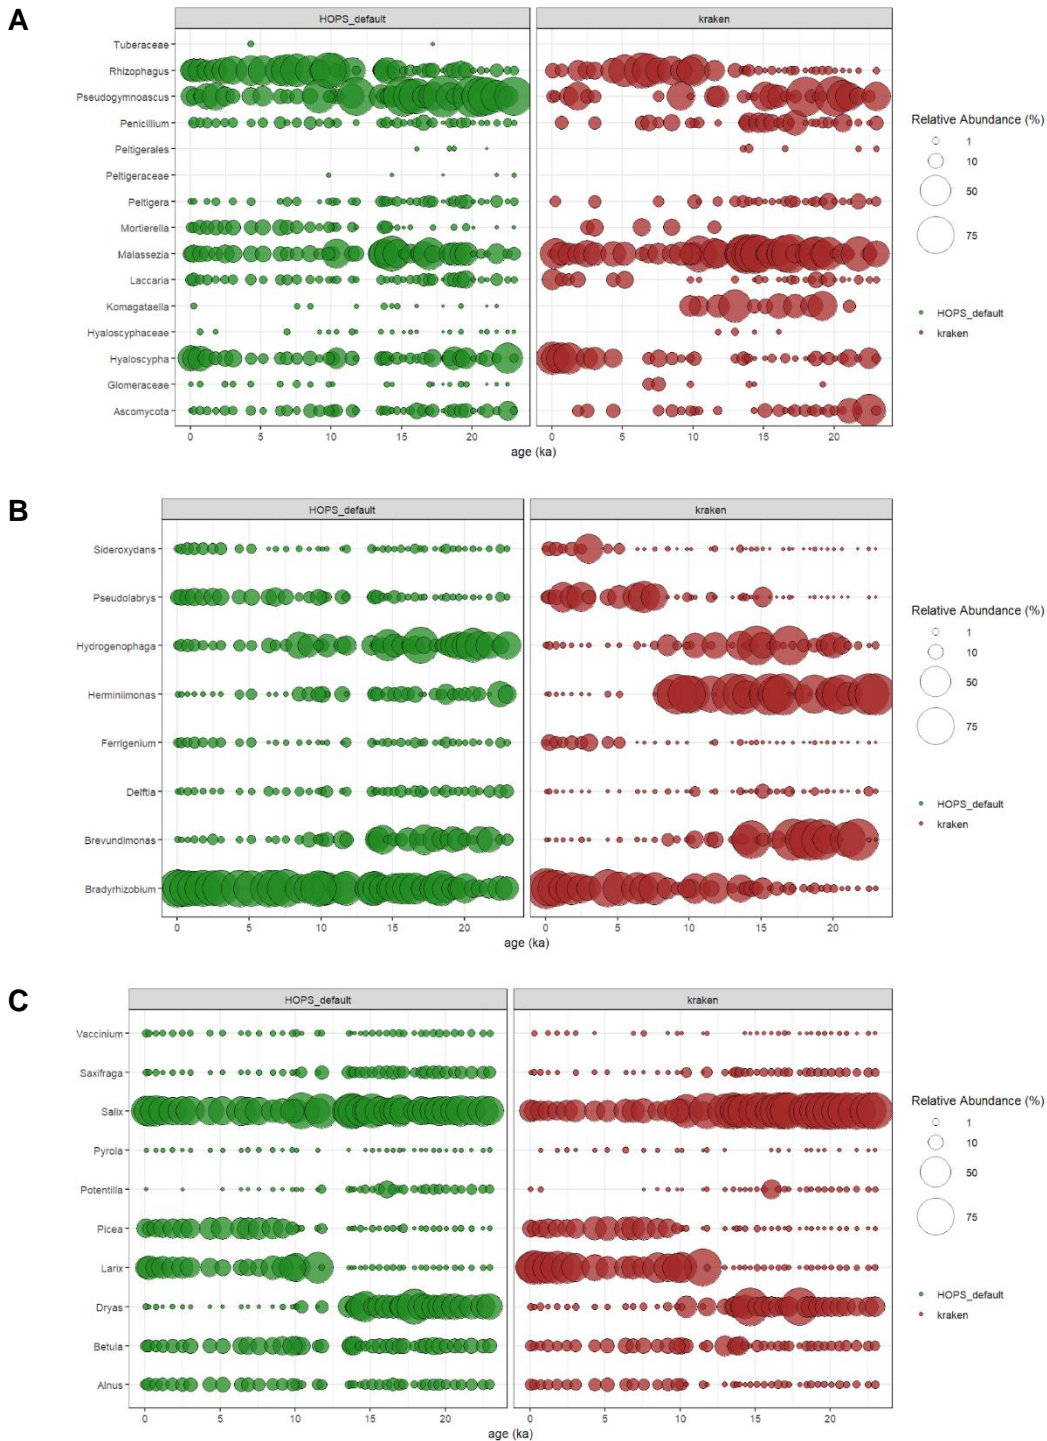 A
HOPS_default
kraken
Tuberaceae
Rhizophagus
Pseudogymnoascus
Penicillium
Peltigerales
Peltigeraceae
Peltigera
Mortierella
Malassezia
Laccaria
Komagataella
Hyaloscyphaceae
Hyaloscypha
Glomeraceae
Ascomycota
0 5 10 15 20
0 5 10 15 20
age (ka)
Relative Abundance (%)
1
10
50
75
HOPS_default
kraken
B
HOPS_default
kraken
Sideroxydans
Pseudolabrys
Hydrogenophaga
Herminiimonas
Ferrigenium
Delftia
Brevundimonas
Bradyrhizobium
0 5 10 15 20
0 5 10 15 20
age (ka)
Relative Abundance (%)
1
10
50
75
HOPS_default
kraken
C
HOPS_default
kraken
Vaccinium
Saxifraga
Salix
Pyrola
Potentilla
Picea
Larix
Dryas
Betula
Alnus
0 5 10 15 20
0 5 10 15 20
age (ka)
Relative Abundance (%)
1
10
50
75
HOPS_default
kraken